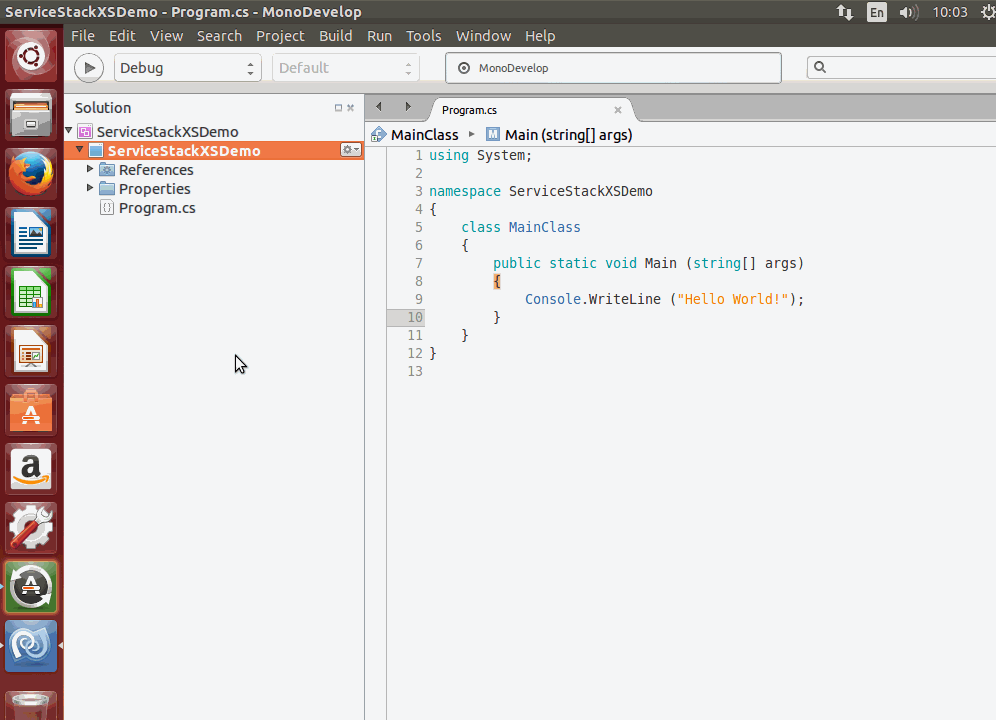 ServiceStackXSDemo - Program.cs - MonoDevelop
En
10:03
File Edit View Search Project Build Run Tools Window Help
Debug
Default
MonoDevelop
Solution
ServiceStackXSDemo
ServiceStackXSDemo
References
Properties
Program.cs
Program.cs
MainClass
M Main (string[] args)
1 using System;
2
3 namespace ServiceStackXSDemo
4 {
5 class MainClass
6 {
7 public static void Main (string[] args)
8 {
9 Console.WriteLine ("Hello World!");
10 }
11 }
12 }
13
a